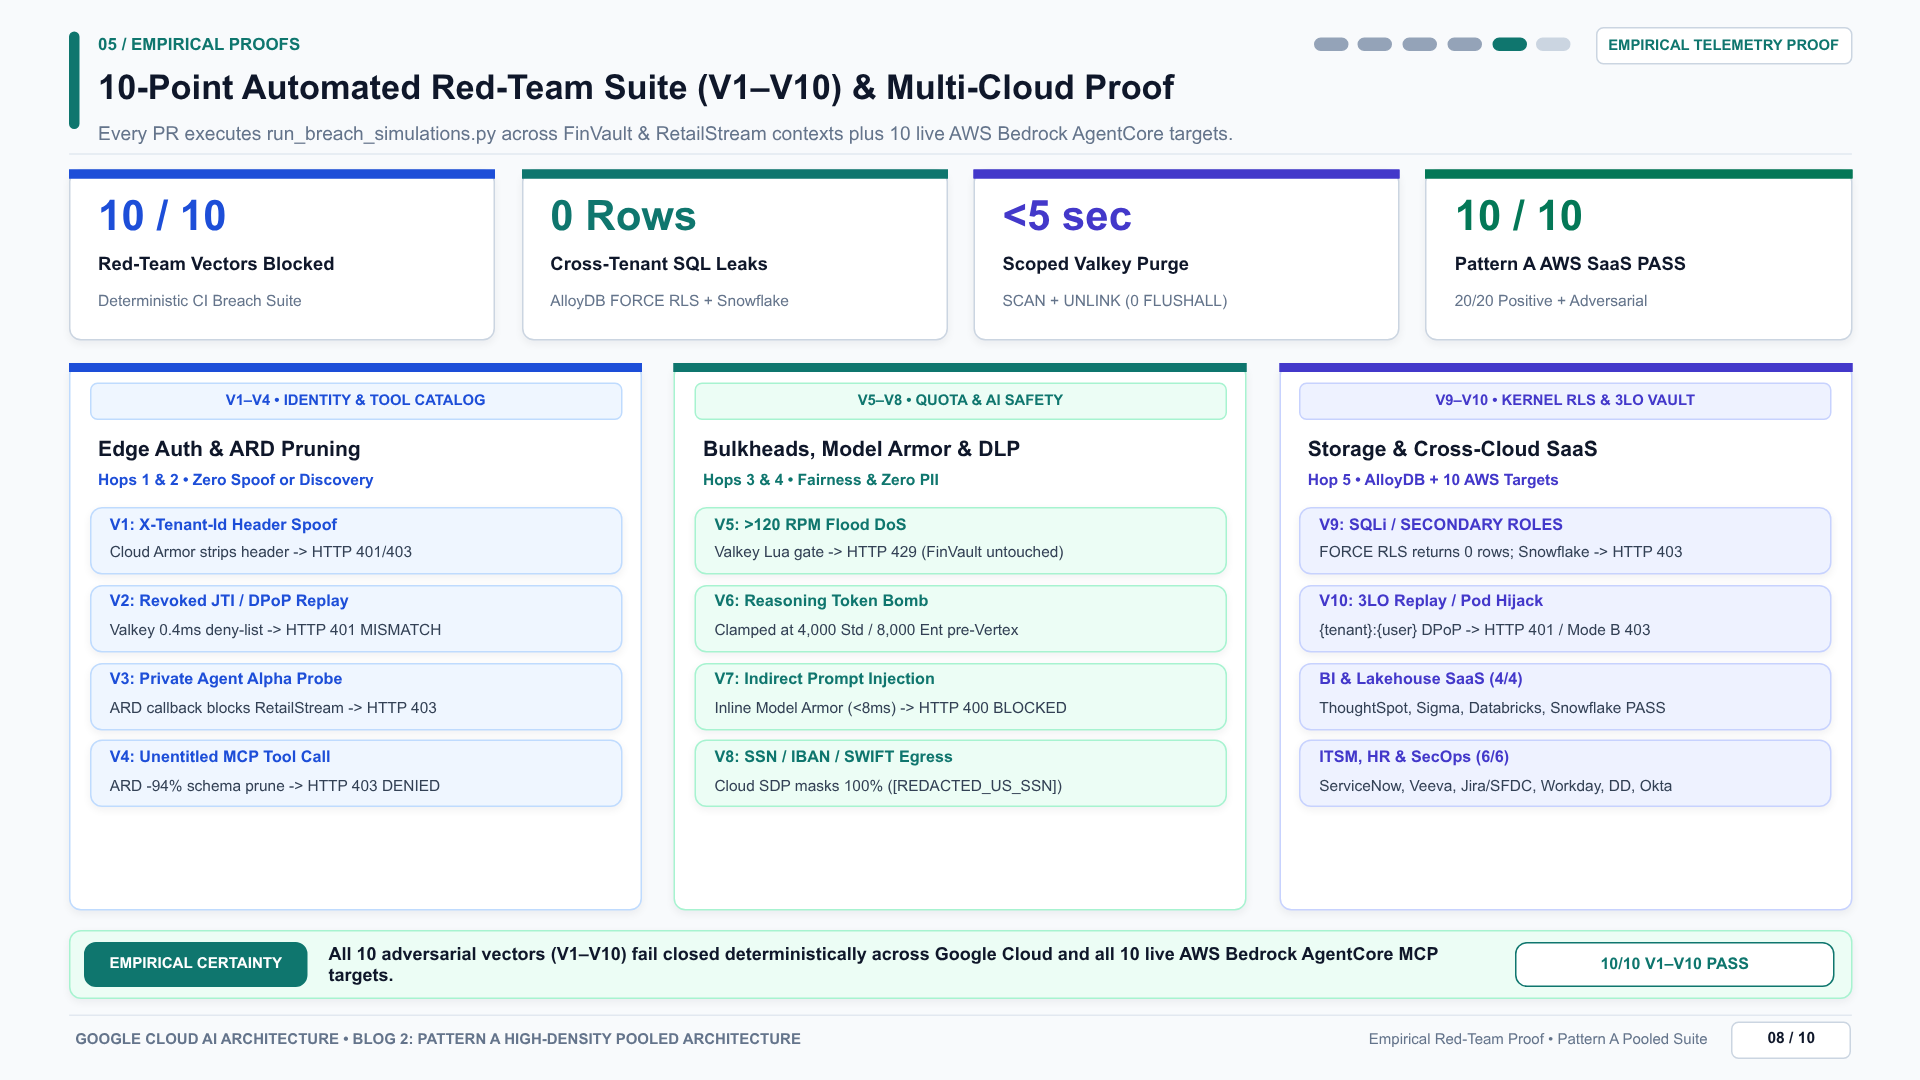 05 / EMPIRICAL PROOFS
EMPIRICAL TELEMETRY PROOF
10-Point Automated Red-Team Suite (V1–V10) & Multi-Cloud Proof
Every PR executes run_breach_simulations.py across FinVault & RetailStream contexts plus 10 live AWS Bedrock AgentCore targets.
10 / 10
Red-Team Vectors Blocked
Deterministic CI Breach Suite
0 Rows
Cross-Tenant SQL Leaks
AlloyDB FORCE RLS + Snowflake
<5 sec
Scoped Valkey Purge
SCAN + UNLINK (0 FLUSHALL)
10 / 10
Pattern A AWS SaaS PASS
20/20 Positive + Adversarial
V1–V4 • IDENTITY & TOOL CATALOG
Edge Auth & ARD Pruning
Hops 1 & 2 • Zero Spoof or Discovery
V1: X-Tenant-Id Header Spoof
Cloud Armor strips header -> HTTP 401/403
V2: Revoked JTI / DPoP Replay
Valkey 0.4ms deny-list -> HTTP 401 MISMATCH
V3: Private Agent Alpha Probe
ARD callback blocks RetailStream -> HTTP 403
V4: Unentitled MCP Tool Call
ARD -94% schema prune -> HTTP 403 DENIED
V5–V8 • QUOTA & AI SAFETY
Bulkheads, Model Armor & DLP
Hops 3 & 4 • Fairness & Zero PII
V5: >120 RPM Flood DoS
Valkey Lua gate -> HTTP 429 (FinVault untouched)
V6: Reasoning Token Bomb
Clamped at 4,000 Std / 8,000 Ent pre-Vertex
V7: Indirect Prompt Injection
Inline Model Armor (<8ms) -> HTTP 400 BLOCKED
V8: SSN / IBAN / SWIFT Egress
Cloud SDP masks 100% ([REDACTED_US_SSN])
V9–V10 • KERNEL RLS & 3LO VAULT
Storage & Cross-Cloud SaaS
Hop 5 • AlloyDB + 10 AWS Targets
V9: SQLi / SECONDARY ROLES
FORCE RLS returns 0 rows; Snowflake -> HTTP 403
V10: 3LO Replay / Pod Hijack
{tenant}:{user} DPoP -> HTTP 401 / Mode B 403
BI & Lakehouse SaaS (4/4)
ThoughtSpot, Sigma, Databricks, Snowflake PASS
ITSM, HR & SecOps (6/6)
ServiceNow, Veeva, Jira/SFDC, Workday, DD, Okta
EMPIRICAL CERTAINTY
All 10 adversarial vectors (V1–V10) fail closed deterministically across Google Cloud and all 10 live AWS Bedrock AgentCore MCP
targets.
10/10 V1–V10 PASS
GOOGLE CLOUD AI ARCHITECTURE • BLOG 2: PATTERN A HIGH-DENSITY POOLED ARCHITECTURE
Empirical Red-Team Proof • Pattern A Pooled Suite
08 / 10